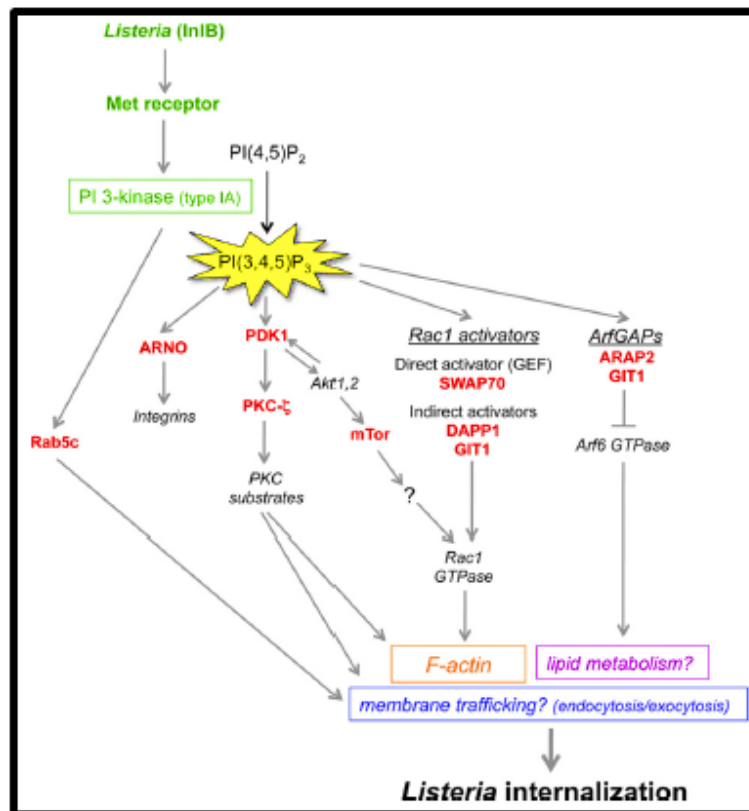 Listeria (InlB)
Met receptor
PI(4,5)P2
PI 3-kinase (type IA)
PI(3,4,5)P3
ARNO
Integrins
Rab5c
PDK1
Akt1,2
PKC-ζ
mTor
PKC
substrates
?
Rac1 activators
Direct activator (GEF)
SWAP70
Indirect activators
DAPP1
GIT1
Rac1
GTPase
ArfGAPs
ARAP2
GIT1
Arf6 GTPase
F-actin
lipid metabolism?
membrane trafficking? (endocytosis/exocytosis)
Listeria internalization